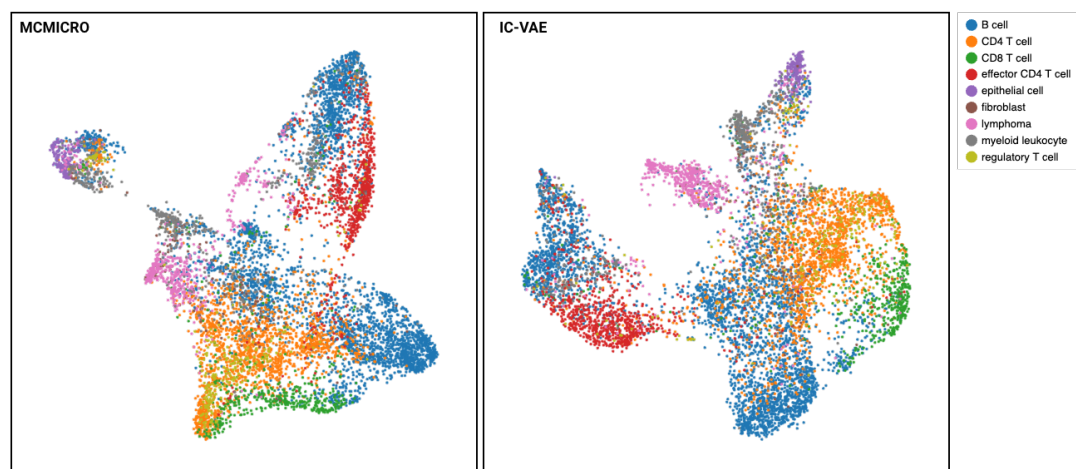 MCMICRO
IC-VAE
B cell
CD4 T cell
CD8 T cell
effector CD4 T cell
epithelial cell
fibroblast
lymphoma
myeloid leukocyte
regulatory T cell